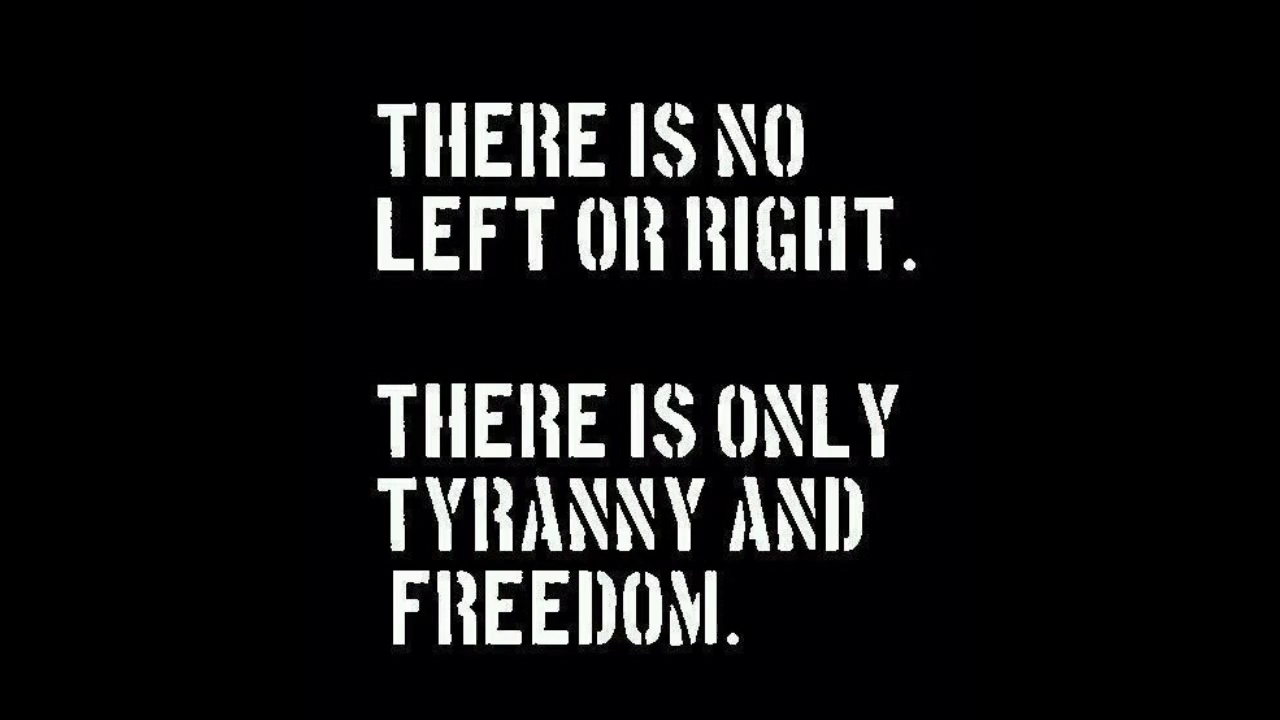 THERE IS NO
LEFT OR RIGHT.
THERE IS ONLY
TYRANNY AND
FREEDOM.